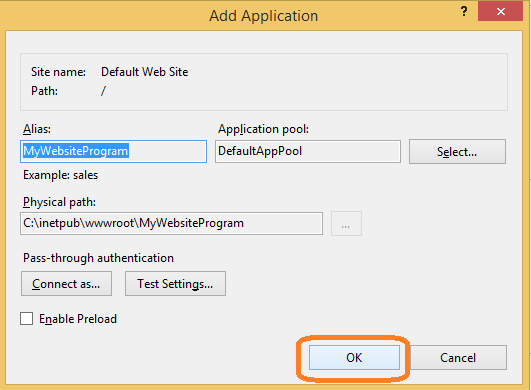 Add Application
?
Site name: Default Web Site
Path: /
Alias: Application pool:
MyWebsiteProgram DefaultAppPool Select...
Example: sales
Physical path:
C:\inetpub\wwwroot\MyWebsiteProgram ...
Pass-through authentication
Connect as... Test Settings...
Enable Preload
OK Cancel